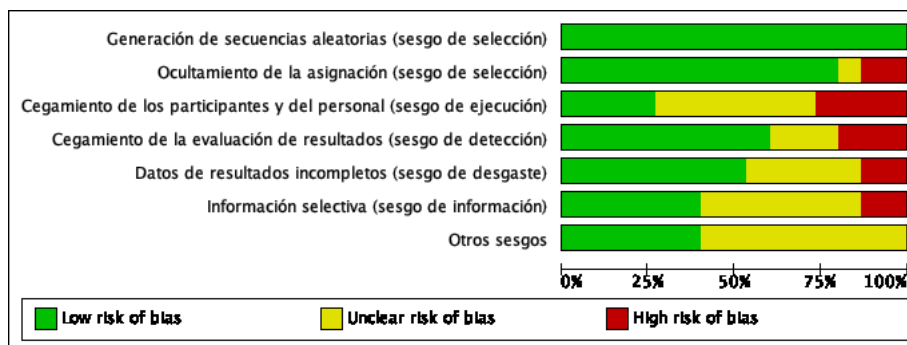 Generación de secuencias aleatorias (sesgo de selección)
Ocultamiento de la asignación (sesgo de selección)
Cegamiento de los participantes y del personal (sesgo de ejecución)
Cegamiento de la evaluación de resultados (sesgo de detección)
Datos de resultados incompletos (sesgo de desgaste)
Información selectiva (sesgo de información)
Otros sesgos
0% 25% 50% 75% 100%
Low risk of bias Unclear risk of bias High risk of bias